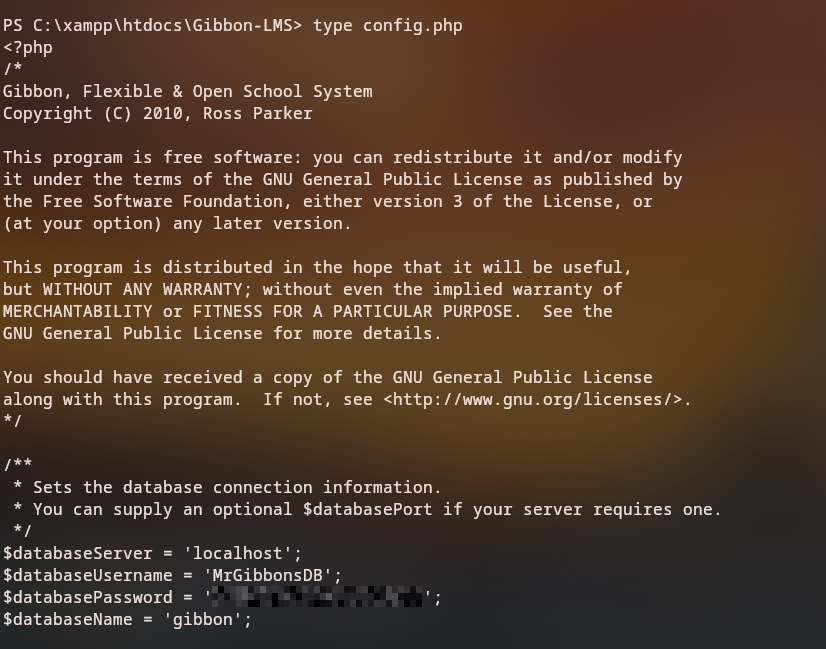 PS C:\xampp\htdocs\Gibbon-LMS> type config.php
<?php
/*
Gibbon, Flexible & Open School System
Copyright (C) 2010, Ross Parker

This program is free software: you can redistribute it and/or modify
it under the terms of the GNU General Public License as published by
the Free Software Foundation, either version 3 of the License, or
(at your option) any later version.

This program is distributed in the hope that it will be useful,
but WITHOUT ANY WARRANTY; without even the implied warranty of
MERCHANTABILITY or FITNESS FOR A PARTICULAR PURPOSE.  See the
GNU General Public License for more details.

You should have received a copy of the GNU General Public License
along with this program.  If not, see <http://www.gnu.org/licenses/>.
*/

/**
 * Sets the database connection information.
 * You can supply an optional $databasePort if your server requires one.
 */
$databaseServer = 'localhost';
$databaseUsername = 'MrGibbonsDB';
$databasePassword = '';
$databaseName = 'gibbon';